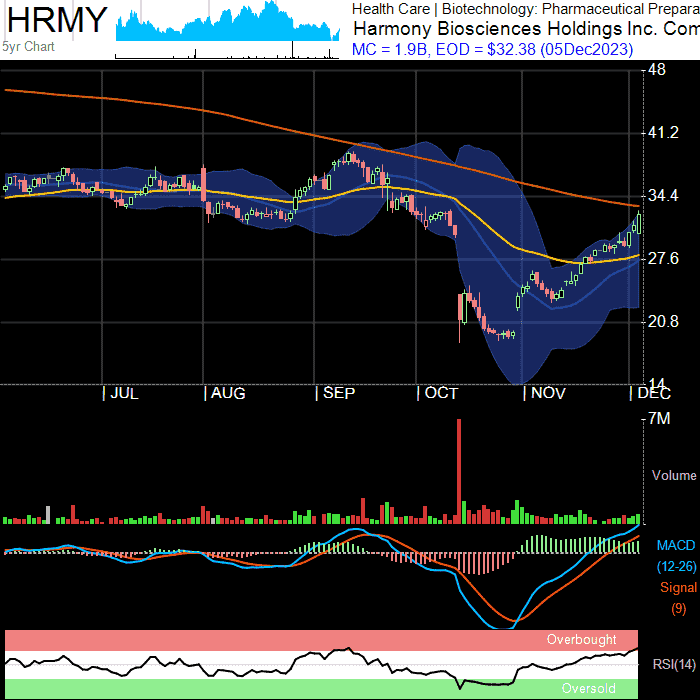 HRMY
5yr Chart
Health Care | Biotechnology: Pharmaceutical Prepara
Harmony Biosciences Holdings Inc. Com
MC = 1.9B, EOD = $32.38 (05Dec2023)
48
41.2
34.4
27.6
20.8
14
JUL
AUG
SEP
OCT
NOV
DEC
7M
Volume
MACD
(12-26)
Signal
(9)
Overbought
RSI(14)
Oversold